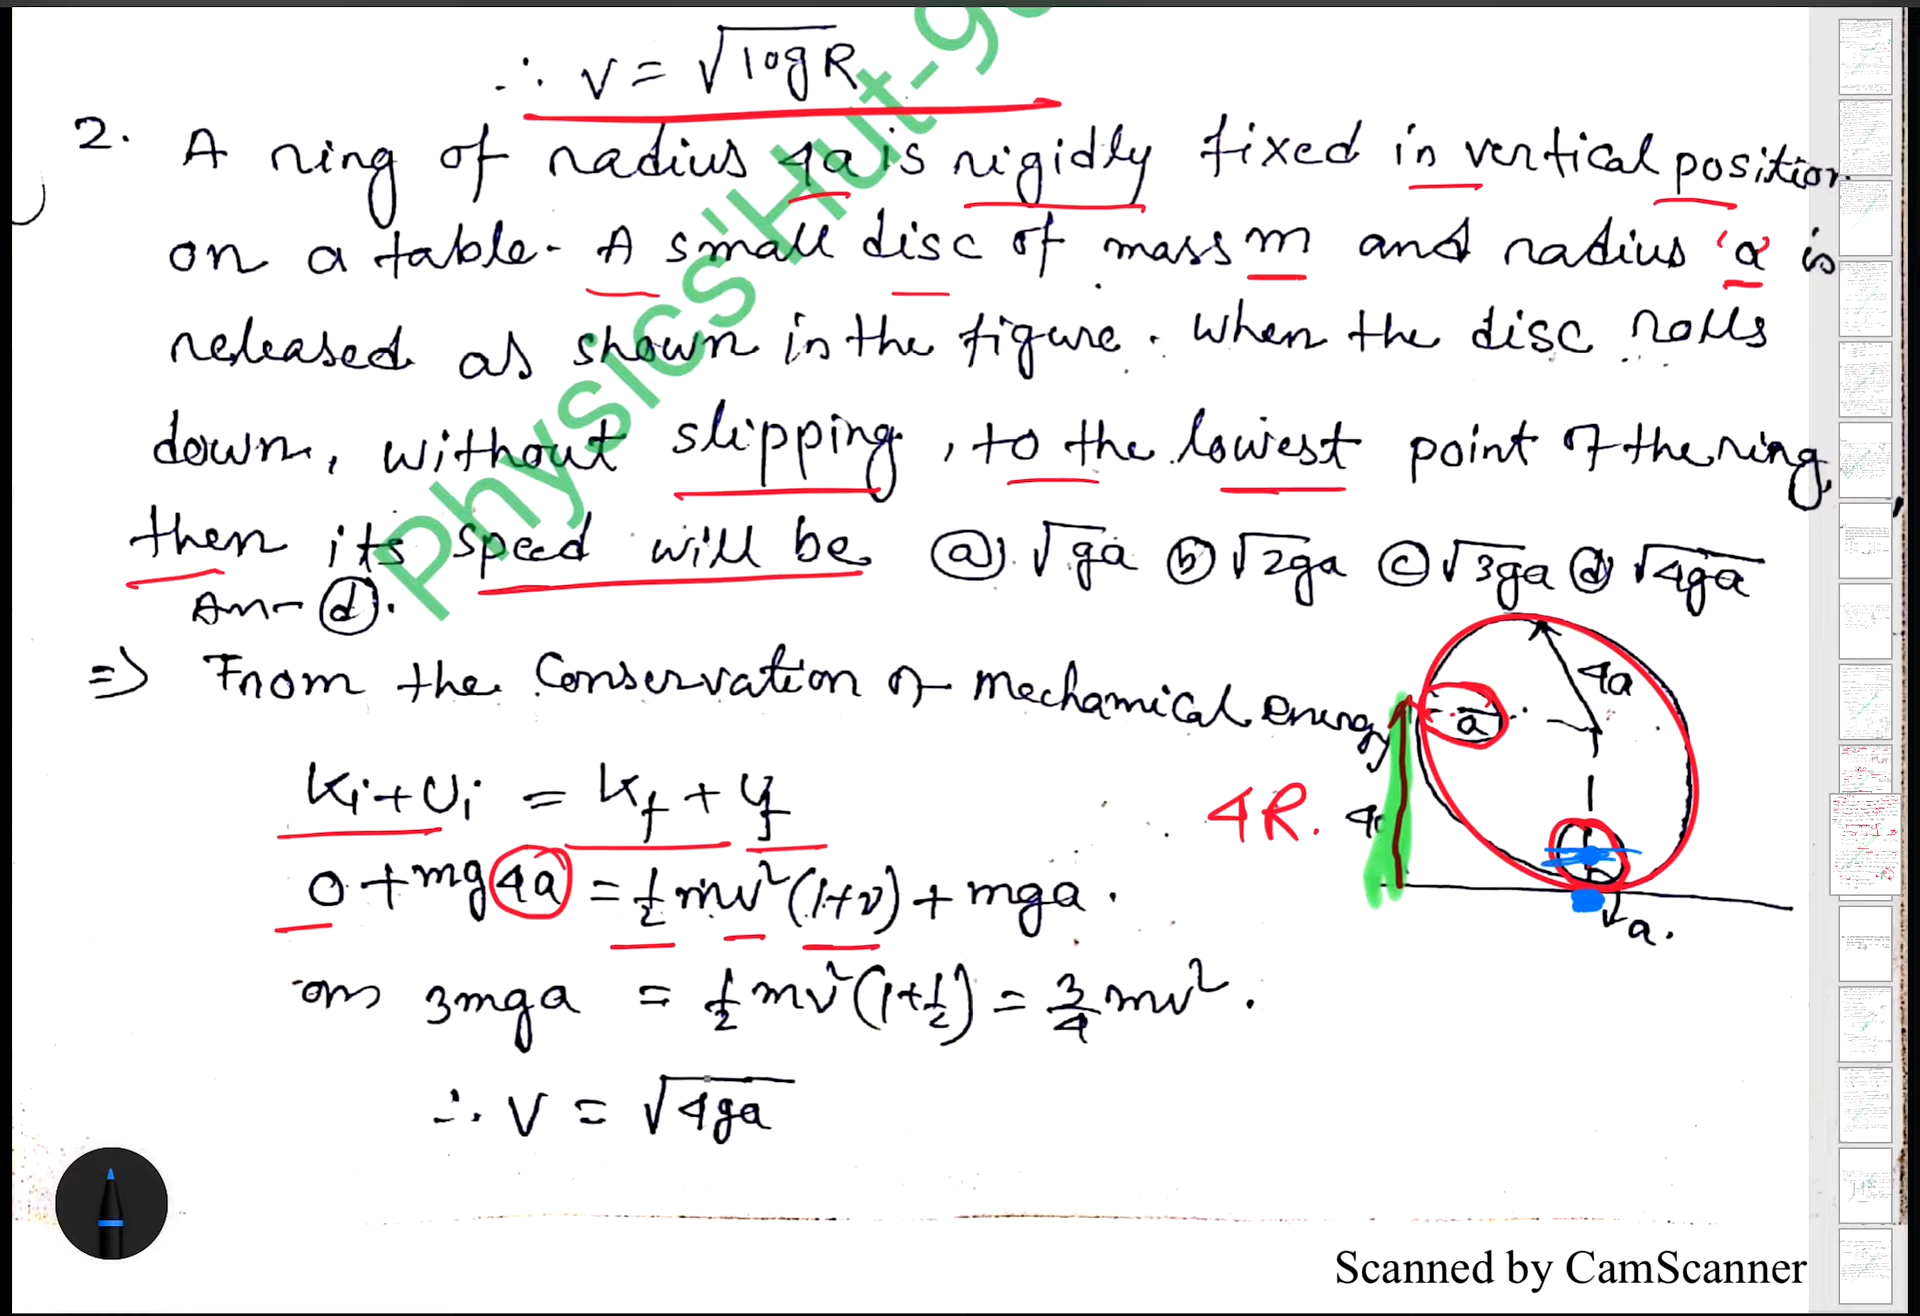 ∴ V = √10gR
2. A ring of radius 4a is rigidly fixed in vertical position
on a table. A small disc of mass m and radius 'a' is
released as shown in the figure. When the disc rolls
down, without slipping, to the lowest point of the ring,
then its speed will be (a) √ga (b) √2ga (c) √3ga (d) √4ga
Ans- (d).
⇒ From the Conservation of mechanical energy
4a
a
Ki + Ui = Kf + Uf
4R.
0 + mg4a = ½mv²(1+ν) + mga.
a.
or 3mga = ½mv²(1+½) = ¾mv².
∴ V = √4ga
Physics'Hut-
Scanned by CamScanner